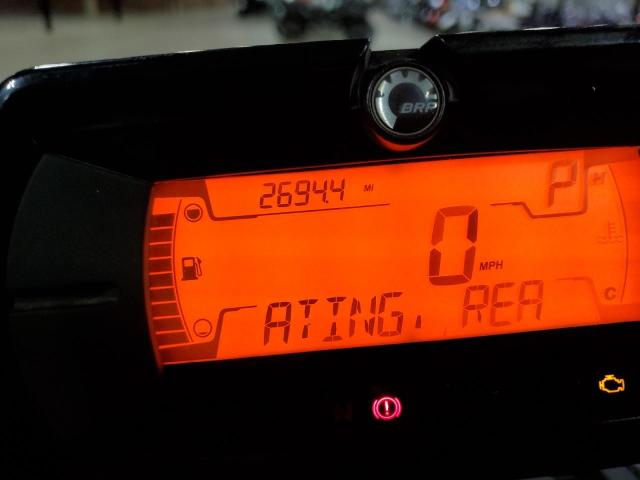 BRP
2694.4 MI
P
H
0 MPH
C
ATING, REA